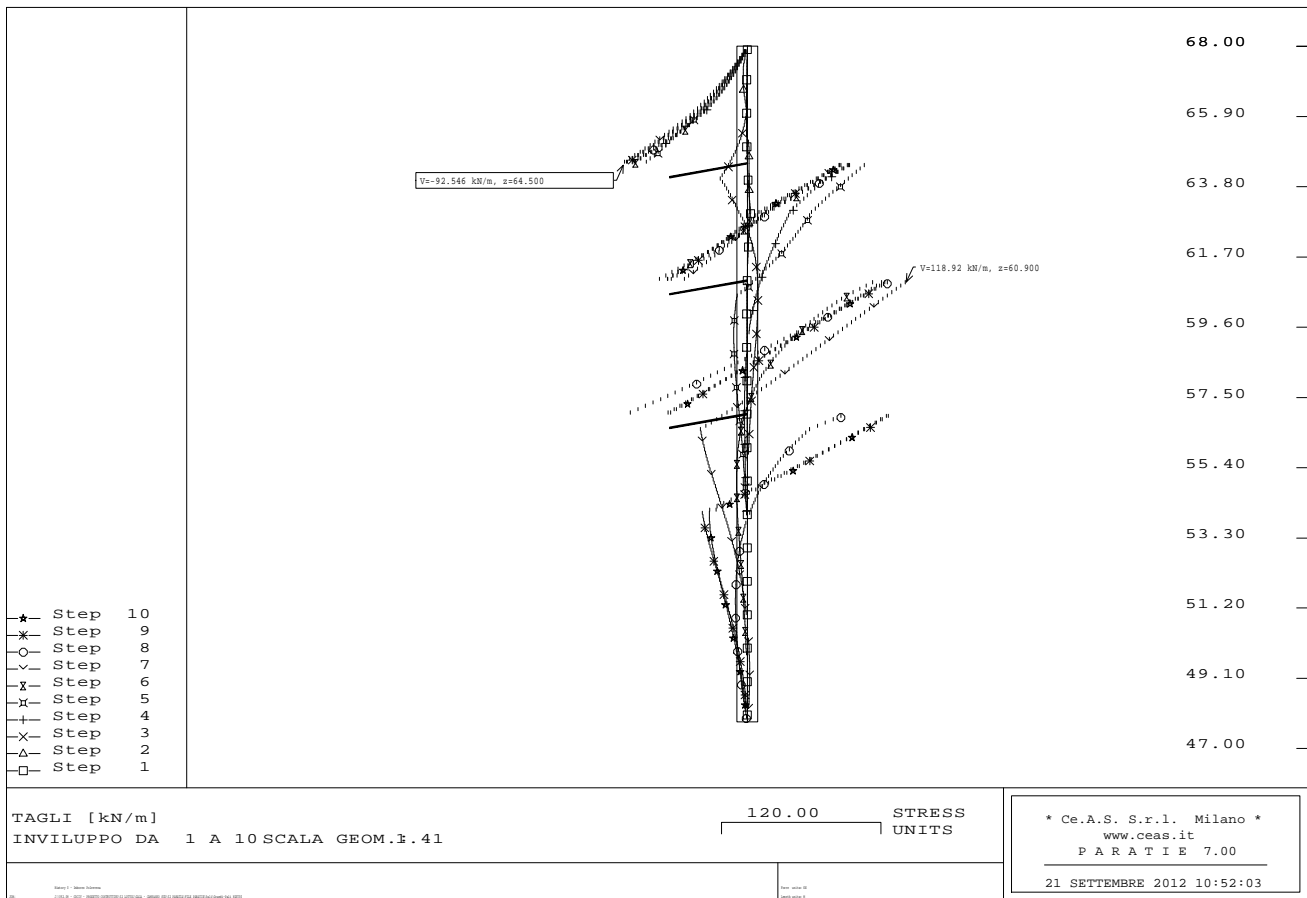 68.00
65.90
V=-92.546 kN/m, z=64.500
63.80
61.70
V=118.92 kN/m, z=60.900
59.60
57.50
55.40
53.30
51.20
49.10
47.00
Step 10
Step 9
Step 8
Step 7
Step 6
Step 5
Step 4
Step 3
Step 2
Step 1
TAGLI [kN/m]
INVILUPPO DA 1 A 10 SCALA GEOM.1:.41
120.00 STRESS
UNITS
* Ce.A.S. S.r.l. Milano *
www.ceas.it
P A R A T I E 7.00
21 SETTEMBRE 2012 10:52:03